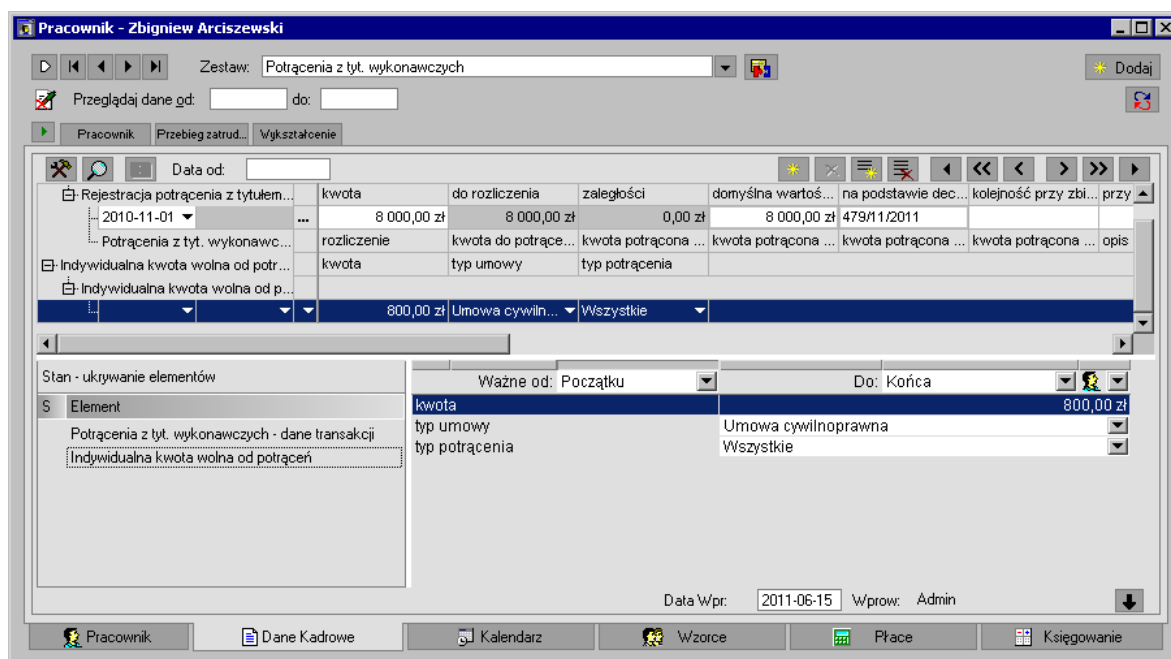 Pracownik - Zbigniew Arciszewski
Zestaw: Potrącenia z tyt. wykonawczych Dodaj
Przeglądaj dane od: do:
Pracownik Przebieg zatrud... Wykształcenie
Data od:
Rejestracja potrącenia z tytułem... kwota do rozliczenia zaległości domyślna wartoś... na podstawie dec... kolejność przy zbi... przy
2010-11-01 ... 8 000,00 zł 8 000,00 zł 0,00 zł 8 000,00 zł 479/11/2011
Potrącenia z tyt. wykonawc... rozliczenie kwota do potrące... kwota potrącona ... kwota potrącona ... kwota potrącona ... kwota potrącona ... opis
Indywidualna kwota wolna od potr... kwota typ umowy typ potrącenia
Indywidualna kwota wolna od p...
800,00 zł Umowa cywiln... Wszystkie
Stan - ukrywanie elementów
Ważne od: Początku Do: Końca
S Element
kwota 800,00 zł
Potrącenia z tyt. wykonawczych - dane transakcji
typ umowy Umowa cywilnoprawna
Indywidualna kwota wolna od potrąceń
typ potrącenia Wszystkie
Data Wpr: 2011-06-15 Wprow: Admin
Pracownik Dane Kadrowe Kalendarz Wzorce Płace Księgowanie